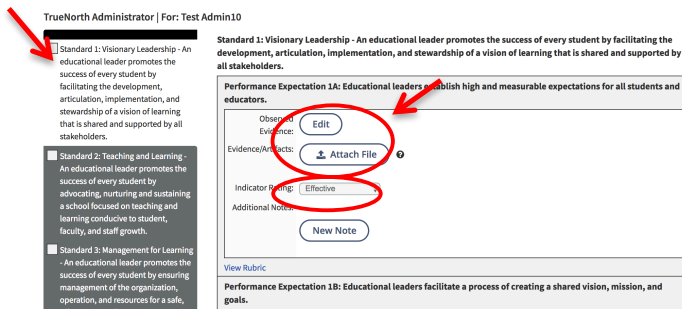 TrueNorth Administrator | For: Test Admin10
Standard 1: Visionary Leadership - An
educational leader promotes the
success of every student by
facilitating the development,
articulation, implementation, and
stewardship of a vision of learning
that is shared and supported by all
stakeholders.
Standard 2: Teaching and Learning -
An educational leader promotes the
success of every student by
advocating, nurturing and sustaining
a school focused on teaching and
learning conducive to student,
faculty, and staff growth.
Standard 3: Management for Learning
- An educational leader promotes the
success of every student by ensuring
management of the organization,
operation, and resources for a safe,
Standard 1: Visionary Leadership - An educational leader promotes the success of every student by facilitating the
development, articulation, implementation, and stewardship of a vision of learning that is shared and supported by
all stakeholders.
Performance Expectation 1A: Educational leaders establish high and measurable expectations for all students and
educators.
Observed
Evidence:
Edit
Evidence/Artifacts:
Attach File
Indicator Rating:
Effective
Additional Notes:
New Note
View Rubric
Performance Expectation 1B: Educational leaders facilitate a process of creating a shared vision, mission, and
goals.